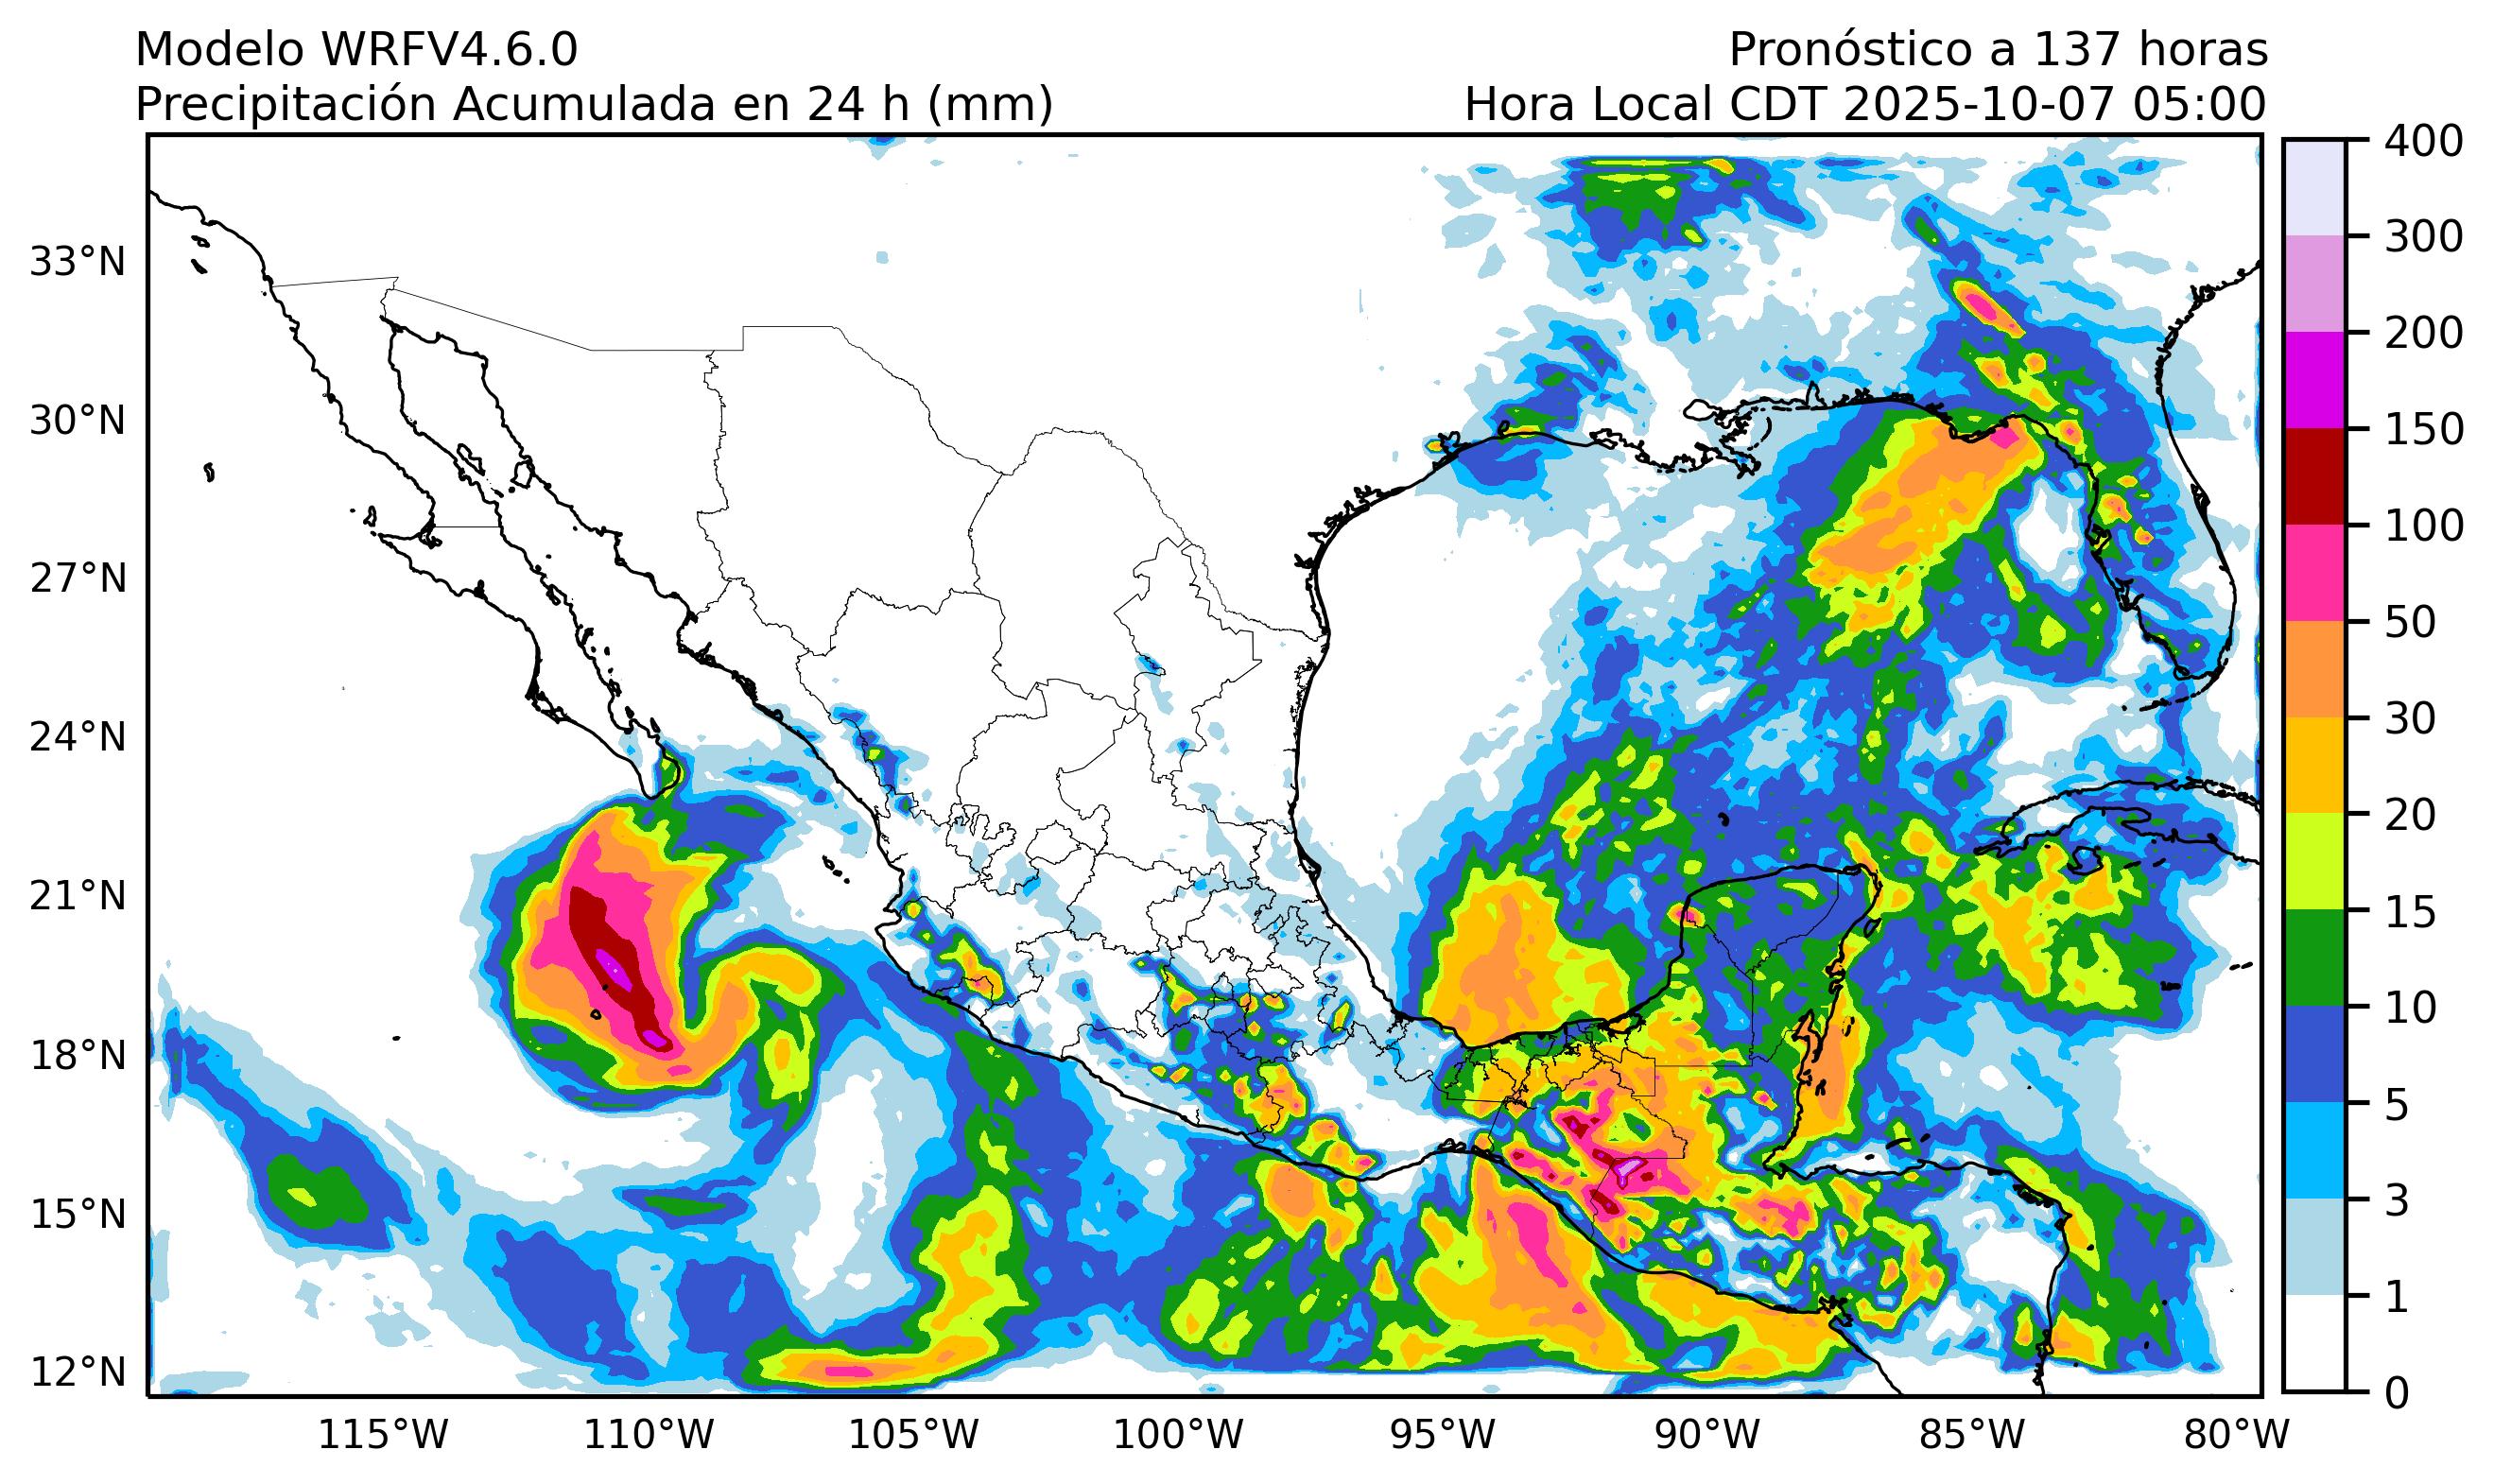 Modelo WRFV4.6.0
Pronóstico a 137 horas
Precipitación Acumulada en 24 h (mm)
Hora Local CDT 2025-10-07 05:00
33°N
30°N
27°N
24°N
21°N
18°N
15°N
12°N
115°W
110°W
105°W
100°W
95°W
90°W
85°W
80°W
400
300
200
150
100
50
30
20
15
10
5
3
1
0